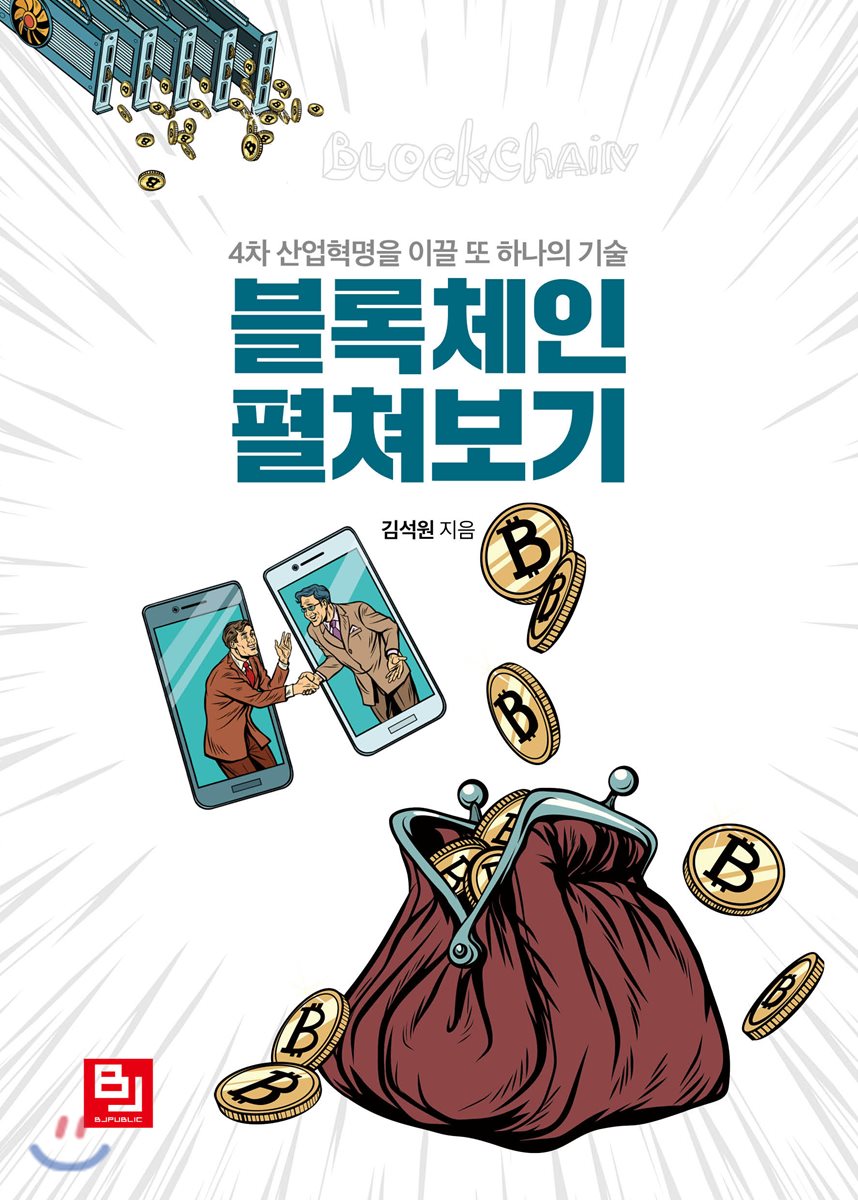 BLOCKCHAIN
4차 산업혁명을 이끌 또 하나의 기술
블록체인
펼쳐보기
김석원 지음
BJ
BJPUBLIC